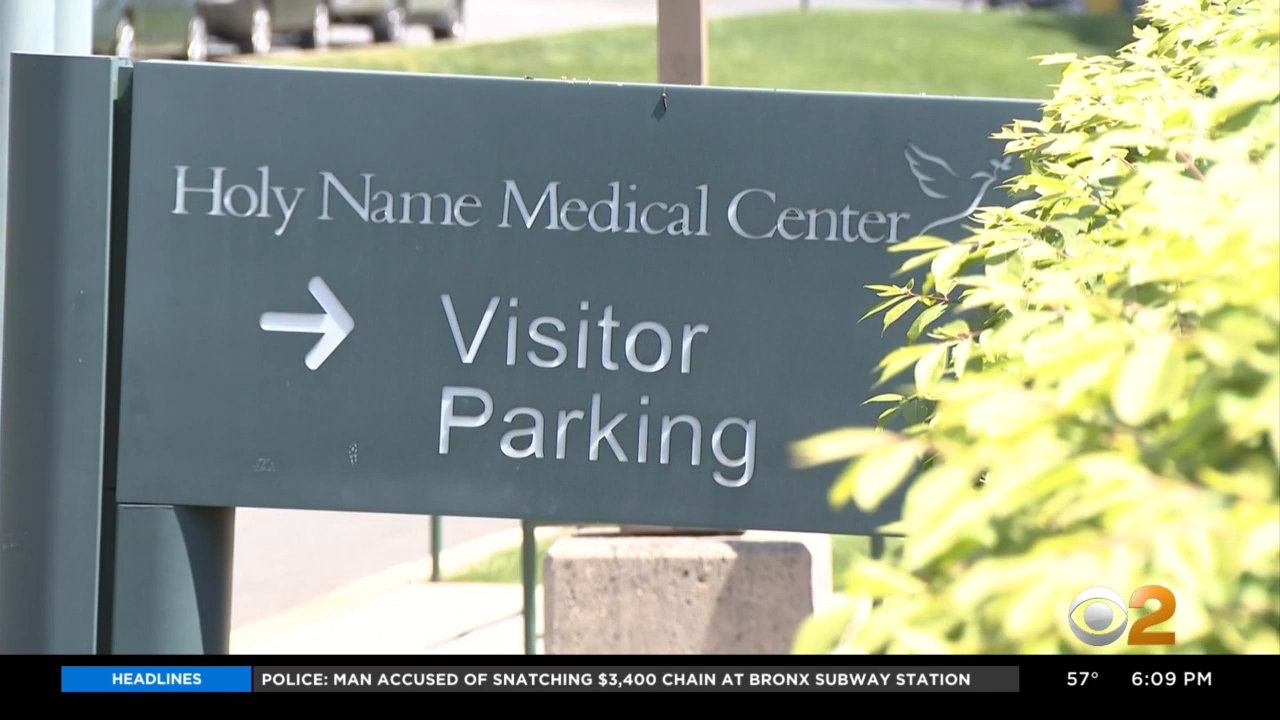 Holy Name Medical Center
Visitor
Parking
2
HEADLINES
POLICE: MAN ACCUSED OF SNATCHING $3,400 CHAIN AT BRONX SUBWAY STATION
57°
6:09 PM